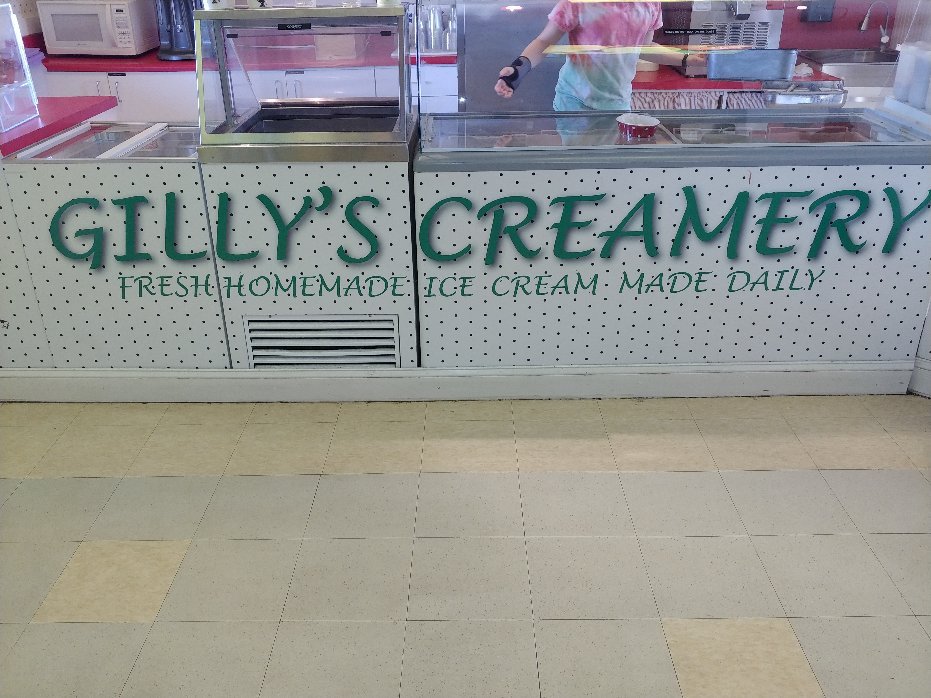 GILLY'S CREAMERY
FRESH HOMEMADE ICE CREAM MADE DAILY